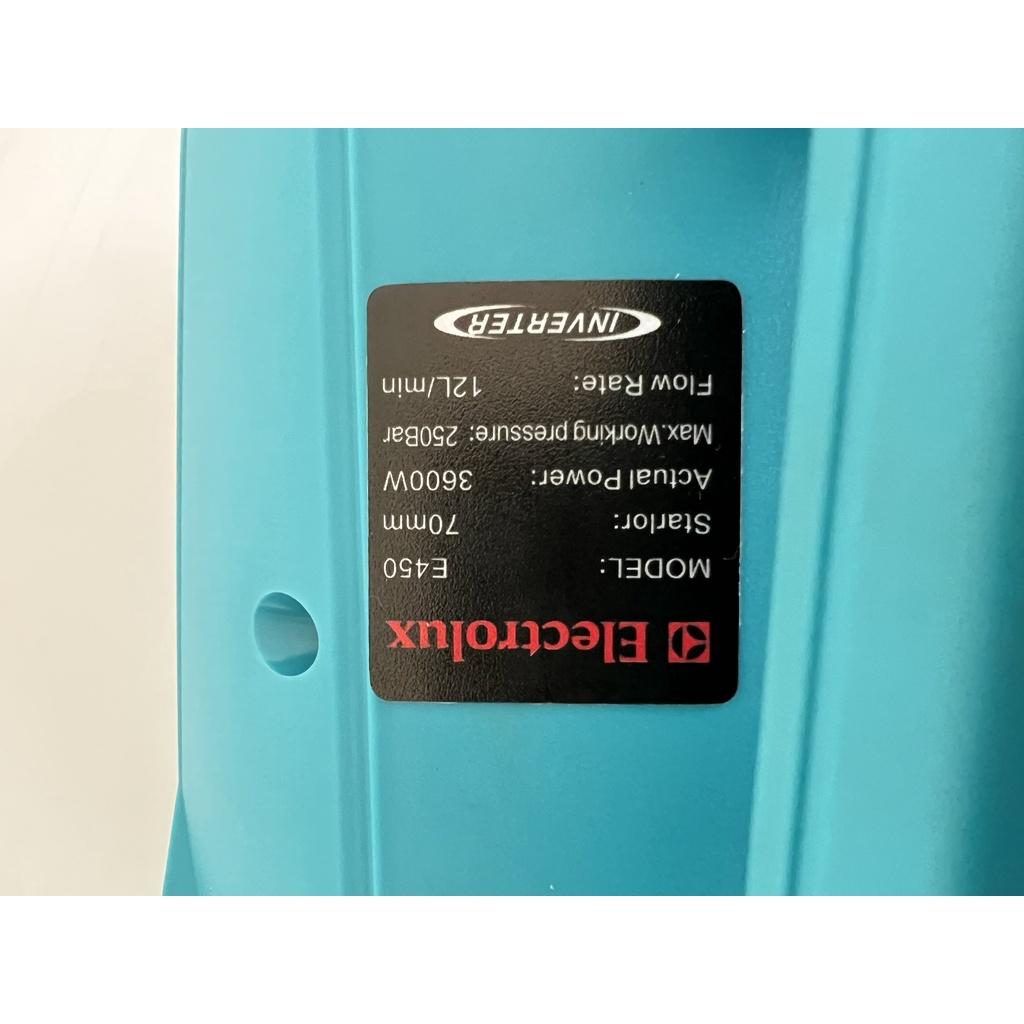 Electrolux
MODEL: E450
Starlor: 70mm
Actual Power: 3600W
Max.Working pressure: 250Bar
Flow Rate: 12L/min
INVERTER